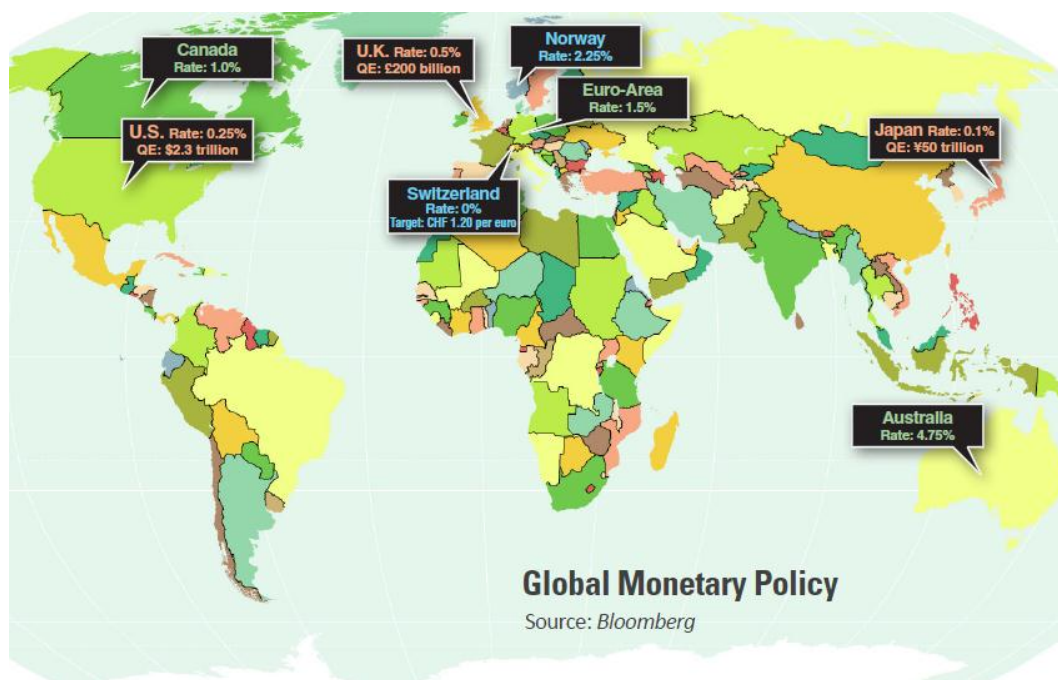 Canada
Rate: 1.0%
U.K. Rate: 0.5%
QE: £200 billion
Norway
Rate: 2.25%
Euro-Area
Rate: 1.5%
U.S. Rate: 0.25%
QE: $2.3 trillion
Japan Rate: 0.1%
QE: ¥50 trillion
Switzerland
Rate: 0%
Target: CHF 1.20 per euro
Australia
Rate: 4.75%
Global Monetary Policy
Source: Bloomberg